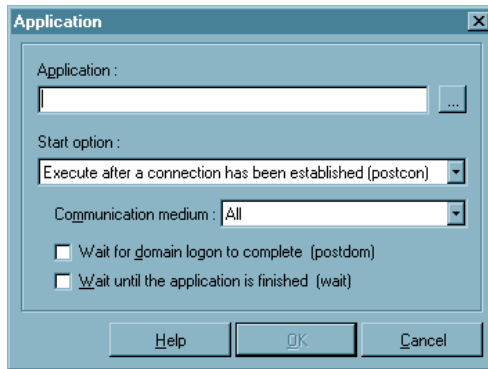 Application
Application :
...
Start option :
Execute after a connection has been established (postcon)
Communication medium : All
Wait for domain logon to complete (postdom)
Wait until the application is finished (wait)
Help OK Cancel